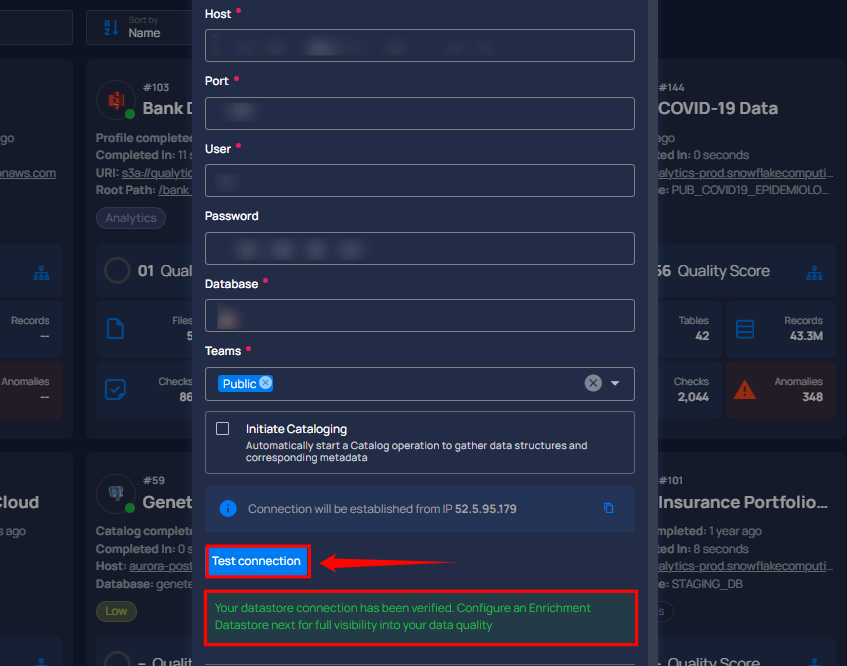 Sort by
Name
Host *
Port *
User *
Password
Database *
Teams *
Public
Initiate Cataloging
Automatically start a Catalog operation to gather data structures and
corresponding metadata
Connection will be established from IP 52.5.95.179
Test connection
Your datastore connection has been verified. Configure an Enrichment
Datastore next for full visibility into your data quality
ago
onaws.com
Records
--
Anomalies
--
Cloud
s ago
#103
Bank D
Profile completed
Completed In: 11 s
URI: s3a://qualytic
Root Path: /bank_
Analytics
01 Qual
Files
5
Checks
86
#59
Genet
Catalog complete
Completed In: 0 s
Host: aurora-post
Database: genete
Low
– Qualit
#144
COVID-19 Data
ago
ted In: 0 seconds
alytics-prod.snowflakecomputi...
e: PUB_COVID19_EPIDEMIOLO...
56 Quality Score
Tables
42
Records
43.3M
Checks
2,044
Anomalies
348
#101
Insurance Portfolio...
mpleted: 1 year ago
ted In: 8 seconds
alytics-prod.snowflakecomputi...
e: STAGING_DB
s
Quality Score